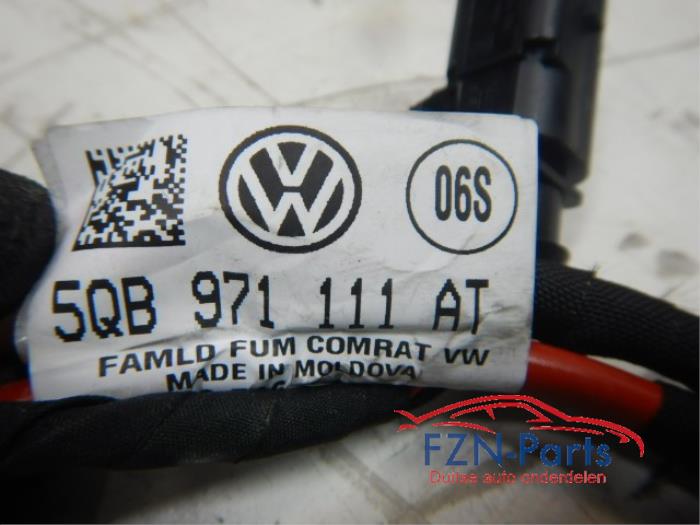 06S
5QB 971 111 AT
FAMLD FUM COMRAT VW
MADE IN MOLDOVA
FZN-Parts
Duitse auto onderdelen